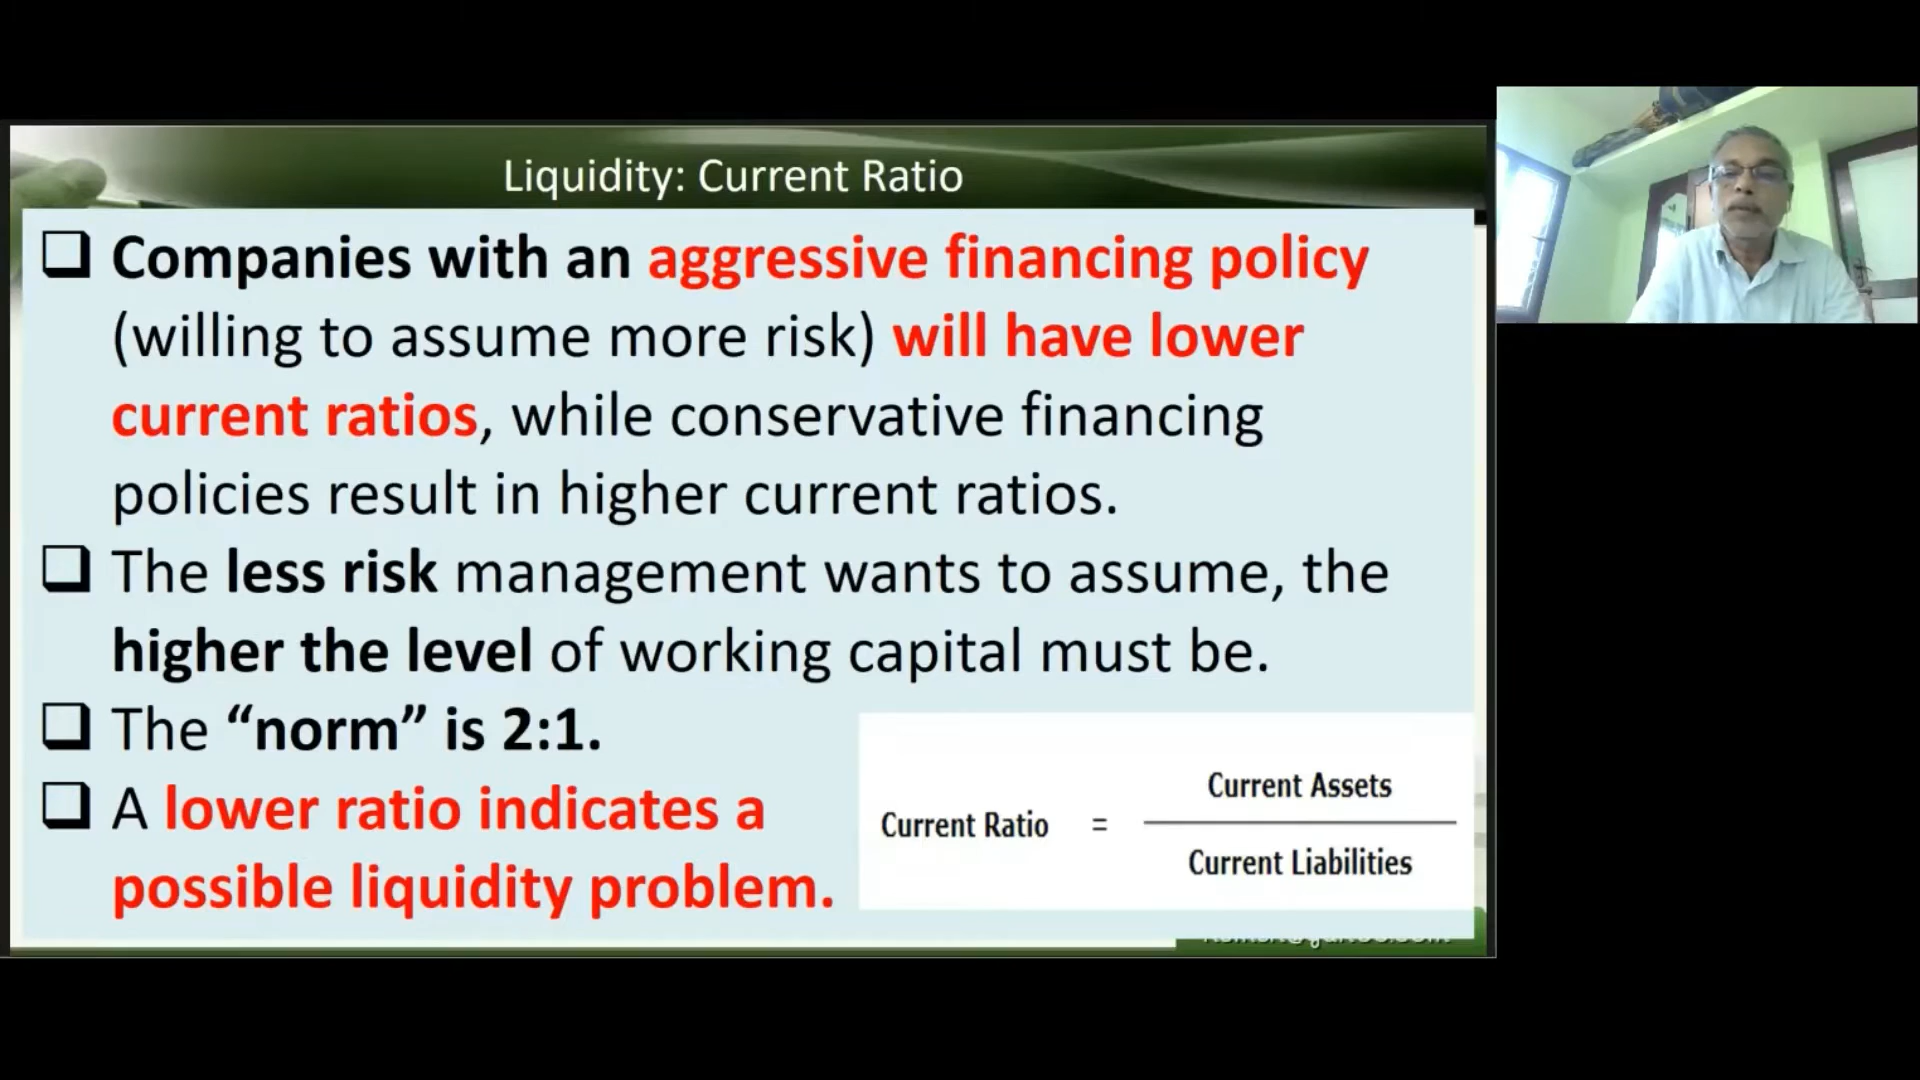 Liquidity: Current Ratio
Companies with an aggressive financing policy
(willing to assume more risk) will have lower
current ratios, while conservative financing
policies result in higher current ratios.
The less risk management wants to assume, the
higher the level of working capital must be.
The “norm” is 2:1.
A lower ratio indicates a
possible liquidity problem.
Current Ratio = Current Assets
Current Liabilities